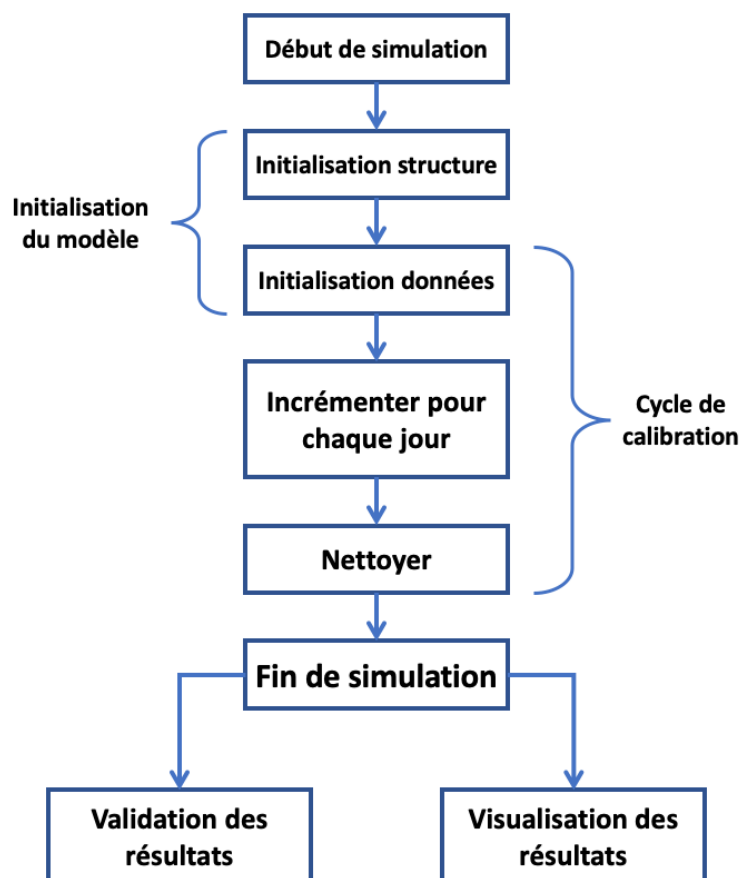 Début de simulation
Initialisation structure
Initialisation
du modèle
Initialisation données
Incrémenter pour
chaque jour
Cycle de
calibration
Nettoyer
Fin de simulation
Validation des
résultats
Visualisation des
résultats